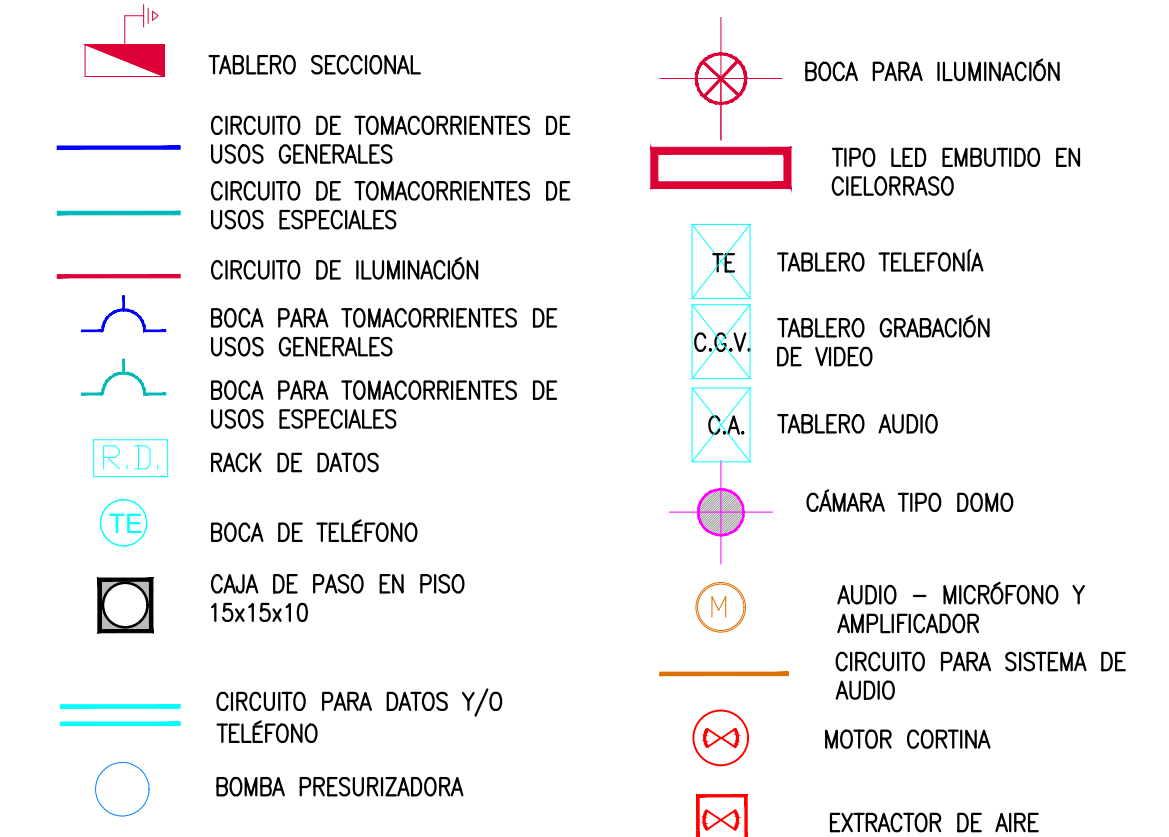 TABLERO SECCIONAL
CIRCUITO DE TOMACORRIENTES DE
USOS GENERALES
CIRCUITO DE TOMACORRIENTES DE
USOS ESPECIALES
CIRCUITO DE ILUMINACIÓN
BOCA PARA TOMACORRIENTES DE
USOS GENERALES
BOCA PARA TOMACORRIENTES DE
USOS ESPECIALES
R.D.
RACK DE DATOS
TE
BOCA DE TELÉFONO
CAJA DE PASO EN PISO
15x15x10
CIRCUITO PARA DATOS Y/O
TELÉFONO
BOMBA PRESURIZADORA
BOCA PARA ILUMINACIÓN
TIPO LED EMBUTIDO EN
CIELORRASO
TE
TABLERO TELEFONÍA
C.G.V.
TABLERO GRABACIÓN
DE VIDEO
C.A.
TABLERO AUDIO
CÁMARA TIPO DOMO
M
AUDIO – MICRÓFONO Y
AMPLIFICADOR
CIRCUITO PARA SISTEMA DE
AUDIO
MOTOR CORTINA
EXTRACTOR DE AIRE